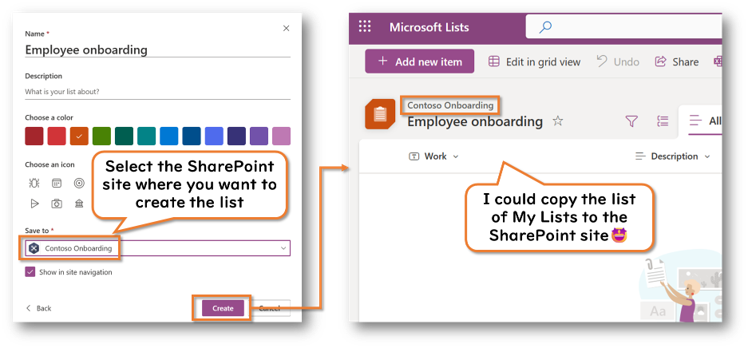 Name *
Employee onboarding
Description
What is your list about?
Choose a color
Choose an icon
Select the SharePoint
site where you want to
create the list
Save to *
Contoso Onboarding
Show in site navigation
Back
Create
Cancel
Microsoft Lists
Add new item
Edit in grid view
Undo
Share
Contoso Onboarding
Employee onboarding
All
Work
Description
I could copy the list
of My Lists to the
SharePoint site🤩
Aa